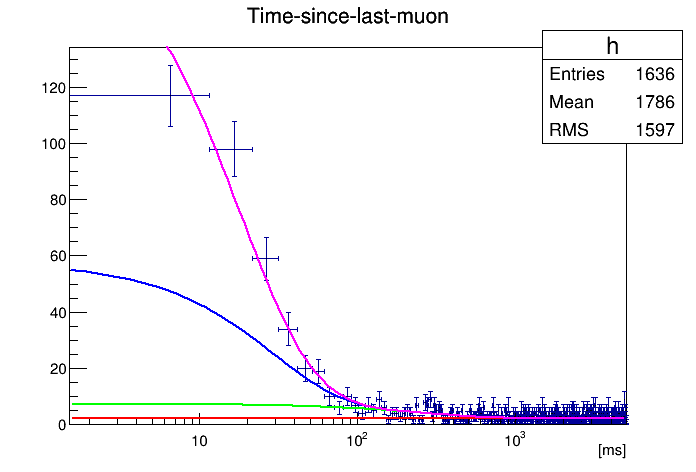 Time-since-last-muon
h
Entries 1636
Mean 1786
RMS 1597
120
100
80
60
40
20
0
10 10² 10³
[ms]